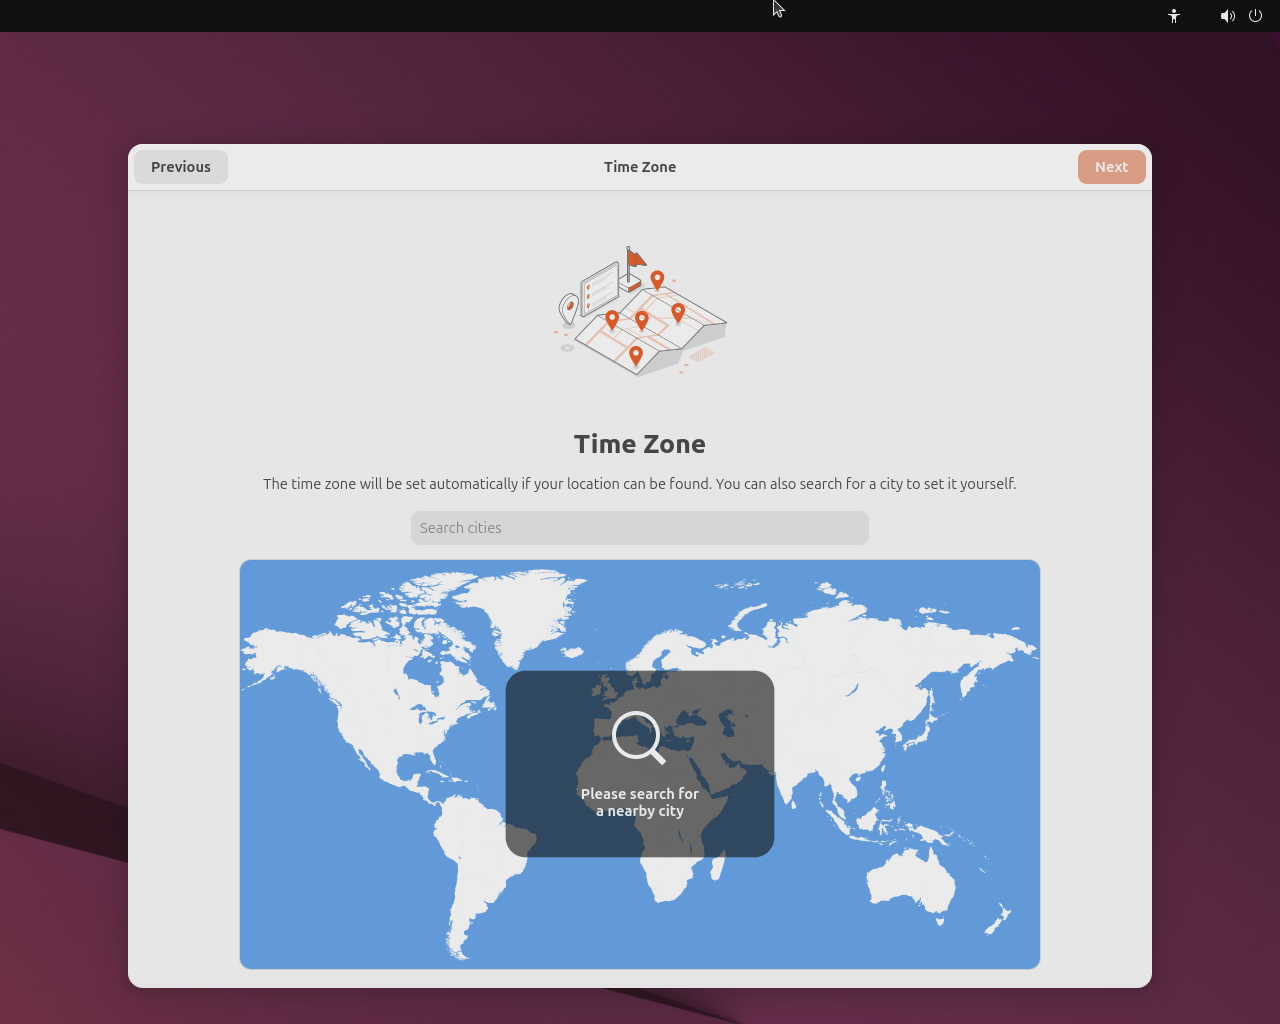 Previous
Time Zone
Next
Time Zone
The time zone will be set automatically if your location can be found. You can also search for a city to set it yourself.
Search cities
Please search for
a nearby city